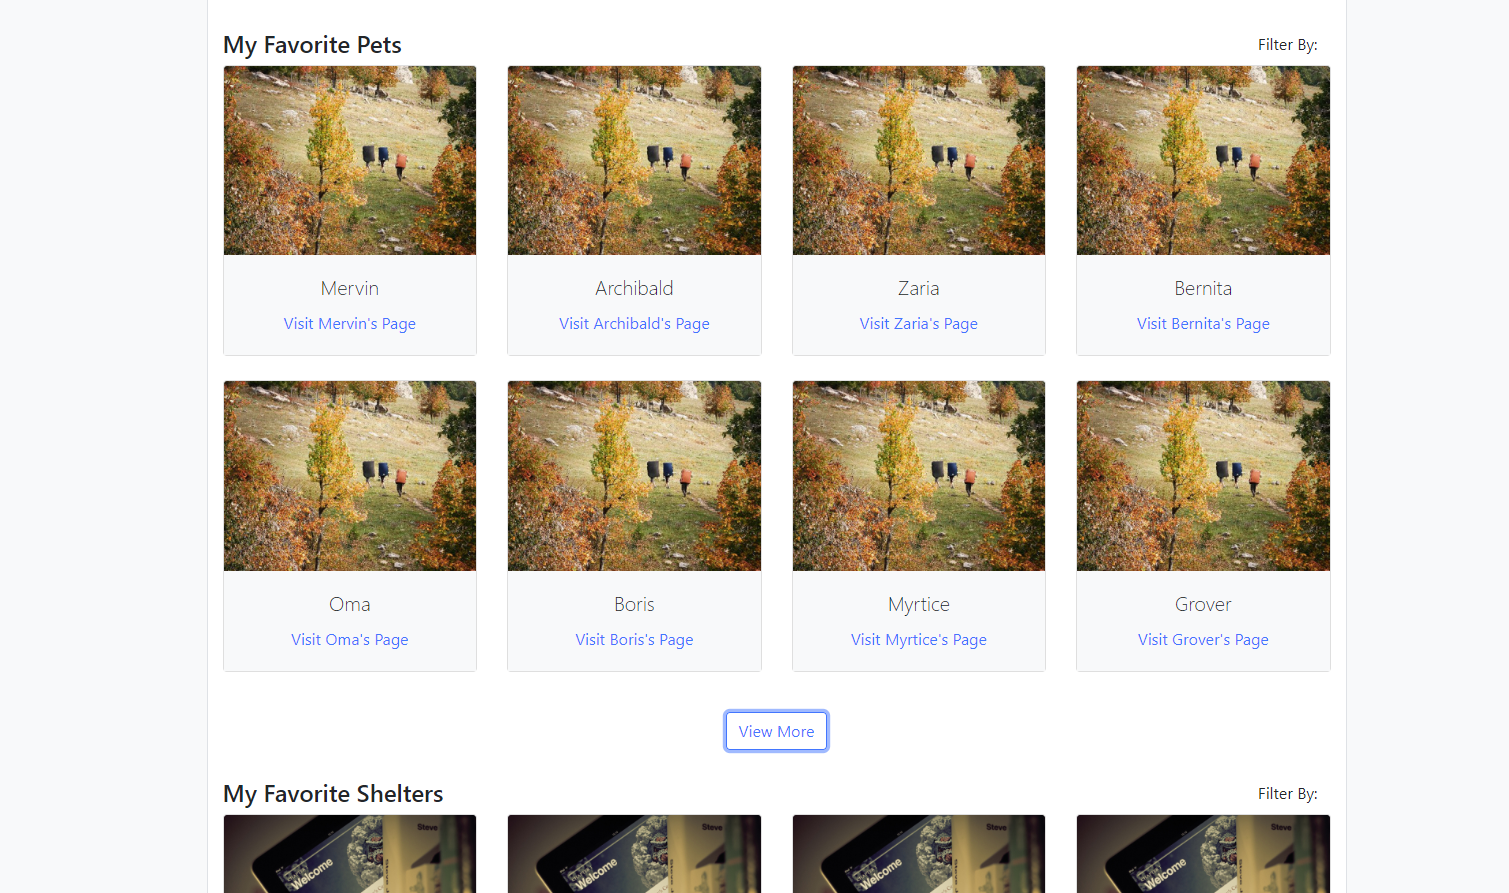 My Favorite Pets Filter By:
Mervin Archibald Zaria Bernita
Visit Mervin's Page Visit Archibald's Page Visit Zaria's Page Visit Bernita's Page
Oma Boris Myrtice Grover
Visit Oma's Page Visit Boris's Page Visit Myrtice's Page Visit Grover's Page
View More
My Favorite Shelters Filter By:
Steve Steve Steve Steve
Welcome Welcome Welcome Welcome